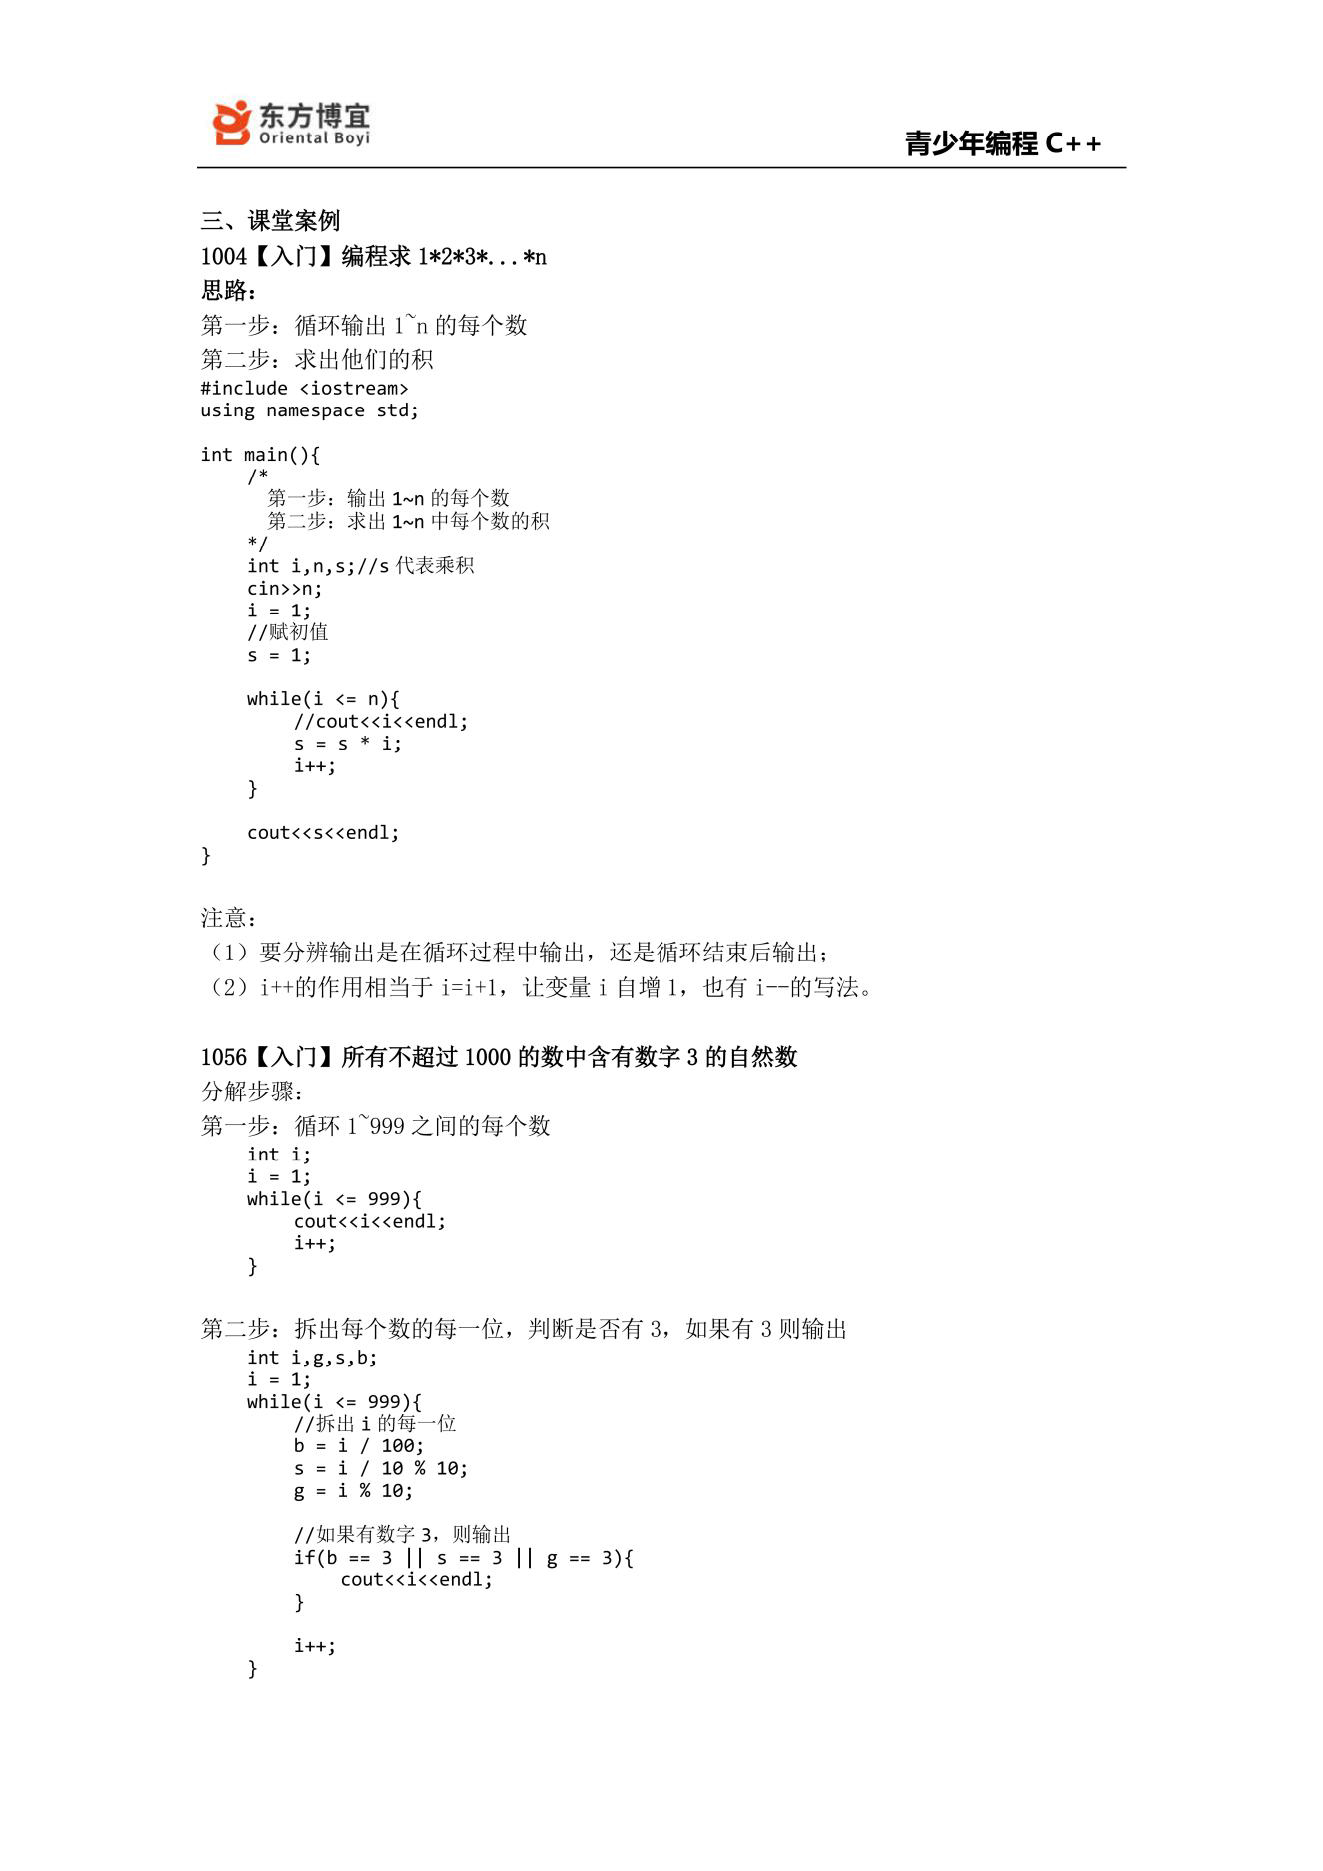 东方博宜
Oriental Boyi
青少年编程 C++
三、课堂案例
1004【入门】编程求 1*2*3*...*n
思路：
第一步：循环输出 1~n 的每个数
第二步：求出他们的积
#include <iostream>
using namespace std;
int main(){
/*
第一步：输出 1~n 的每个数
第二步：求出 1~n 中每个数的积
*/
int i,n,s;//s 代表乘积
cin>>n;
i = 1;
//赋初值
s = 1;
while(i <= n){
//cout<<i<<endl;
s = s * i;
i++;
}
cout<<s<<endl;
}
注意：
（1）要分辨输出是在循环过程中输出，还是循环结束后输出；
（2）i++的作用相当于 i=i+1，让变量 i 自增 1，也有 i--的写法。
1056【入门】所有不超过 1000 的数中含有数字 3 的自然数
分解步骤：
第一步：循环 1~999 之间的每个数
int i;
i = 1;
while(i <= 999){
cout<<i<<endl;
i++;
}
第二步：拆出每个数的每一位，判断是否有 3，如果有 3 则输出
int i,g,s,b;
i = 1;
while(i <= 999){
//拆出 i 的每一位
b = i / 100;
s = i / 10 % 10;
g = i % 10;
//如果有数字 3，则输出
if(b == 3 || s == 3 || g == 3){
cout<<i<<endl;
}
i++;
}